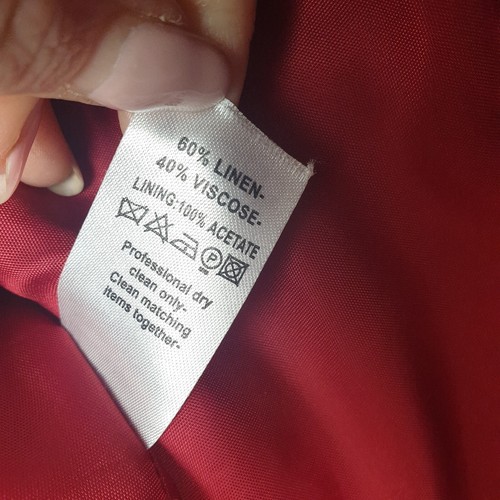 60% LINEN-
40% VISCOSE-
LINING:100% ACETATE
P
Professional dry
clean only-
Clean matching
items together-